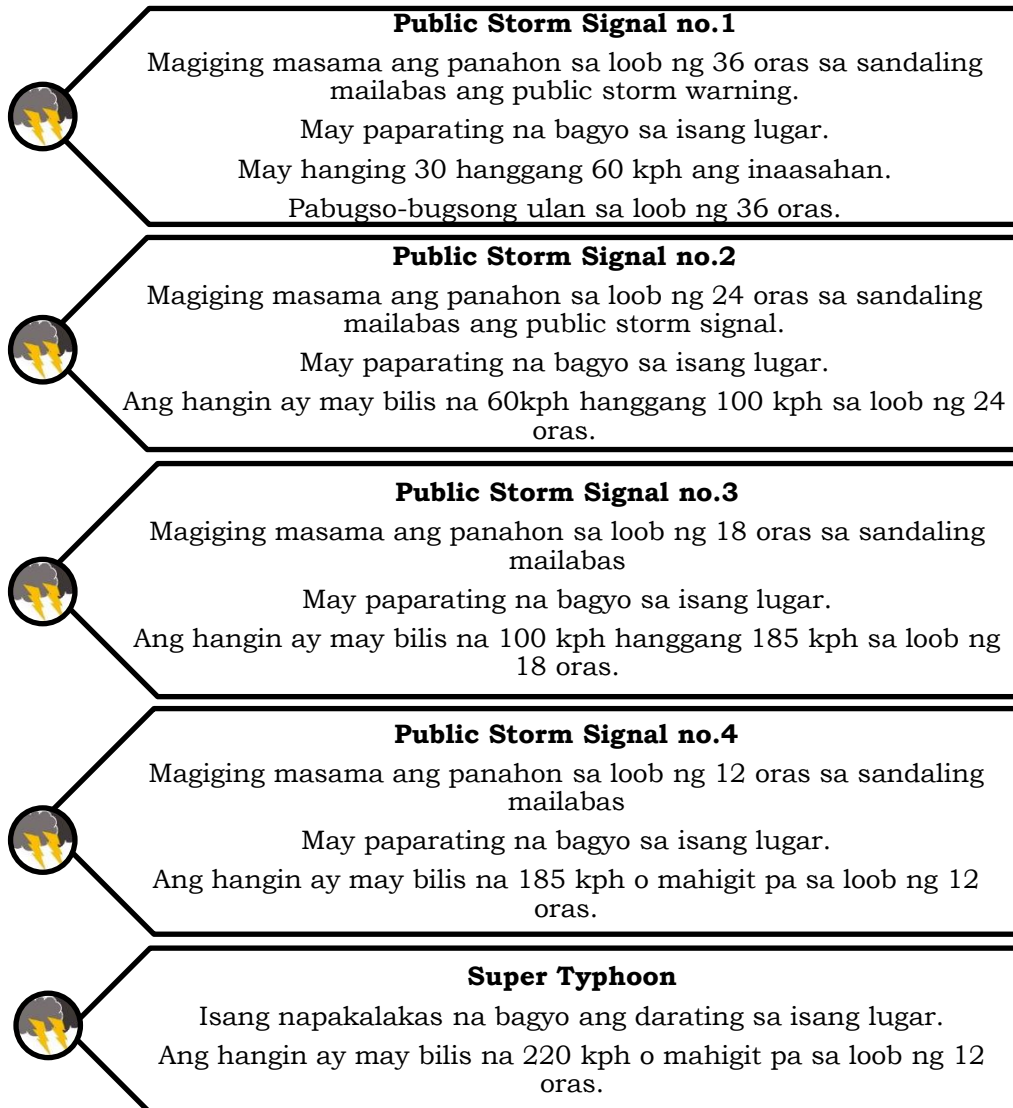 Public Storm Signal no.1
Magiging masama ang panahon sa loob ng 36 oras sa sandaling
mailabas ang public storm warning.
May paparating na bagyo sa isang lugar.
May hanging 30 hanggang 60 kph ang inaasahan.
Pabugso-bugsong ulan sa loob ng 36 oras.
Public Storm Signal no.2
Magiging masama ang panahon sa loob ng 24 oras sa sandaling
mailabas ang public storm signal.
May paparating na bagyo sa isang lugar.
Ang hangin ay may bilis na 60kph hanggang 100 kph sa loob ng 24
oras.
Public Storm Signal no.3
Magiging masama ang panahon sa loob ng 18 oras sa sandaling
mailabas
May paparating na bagyo sa isang lugar.
Ang hangin ay may bilis na 100 kph hanggang 185 kph sa loob ng
18 oras.
Public Storm Signal no.4
Magiging masama ang panahon sa loob ng 12 oras sa sandaling
mailabas
May paparating na bagyo sa isang lugar.
Ang hangin ay may bilis na 185 kph o mahigit pa sa loob ng 12
oras.
Super Typhoon
Isang napakalakas na bagyo ang darating sa isang lugar.
Ang hangin ay may bilis na 220 kph o mahigit pa sa loob ng 12
oras.